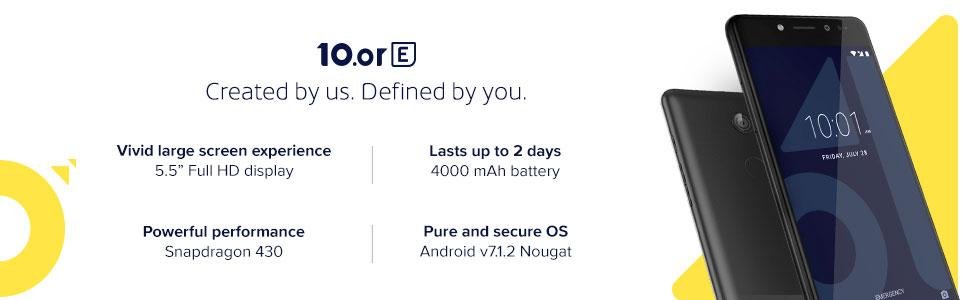 10.or E
Created by us. Defined by you.
Vivid large screen experience
5.5” Full HD display
Lasts up to 2 days
4000 mAh battery
Powerful performance
Snapdragon 430
Pure and secure OS
Android v7.1.2 Nougat
10:01 AM
FRIDAY, JULY 28
EMERGENCY